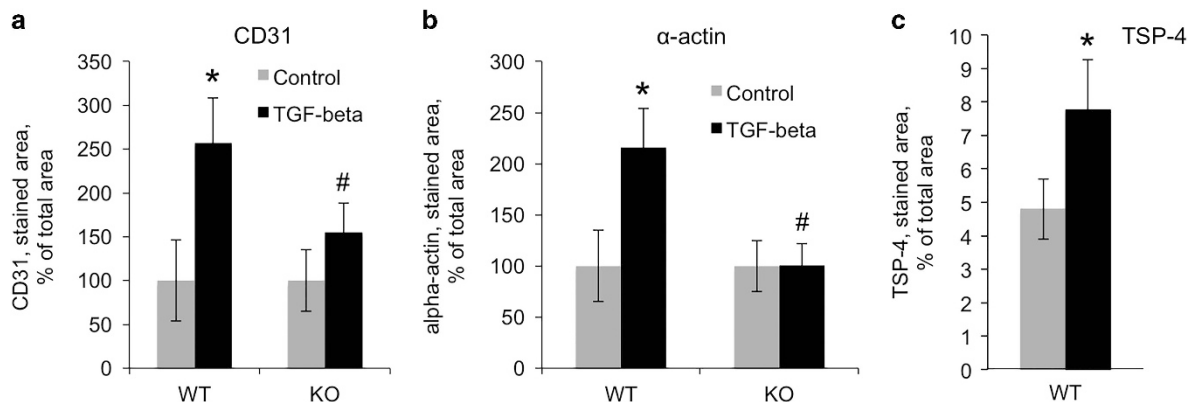 a
CD31
CD31, stained area,
% of total area
350
300
250
200
150
100
50
0
*
#
Control
TGF-beta
WT
KO
b
α-actin
alpha-actin, stained area,
% of total area
300
250
200
150
100
50
0
*
#
Control
TGF-beta
WT
KO
c
TSP-4
TSP-4, stained area,
% of total area
10
9
8
7
6
5
4
3
2
1
0
*
WT